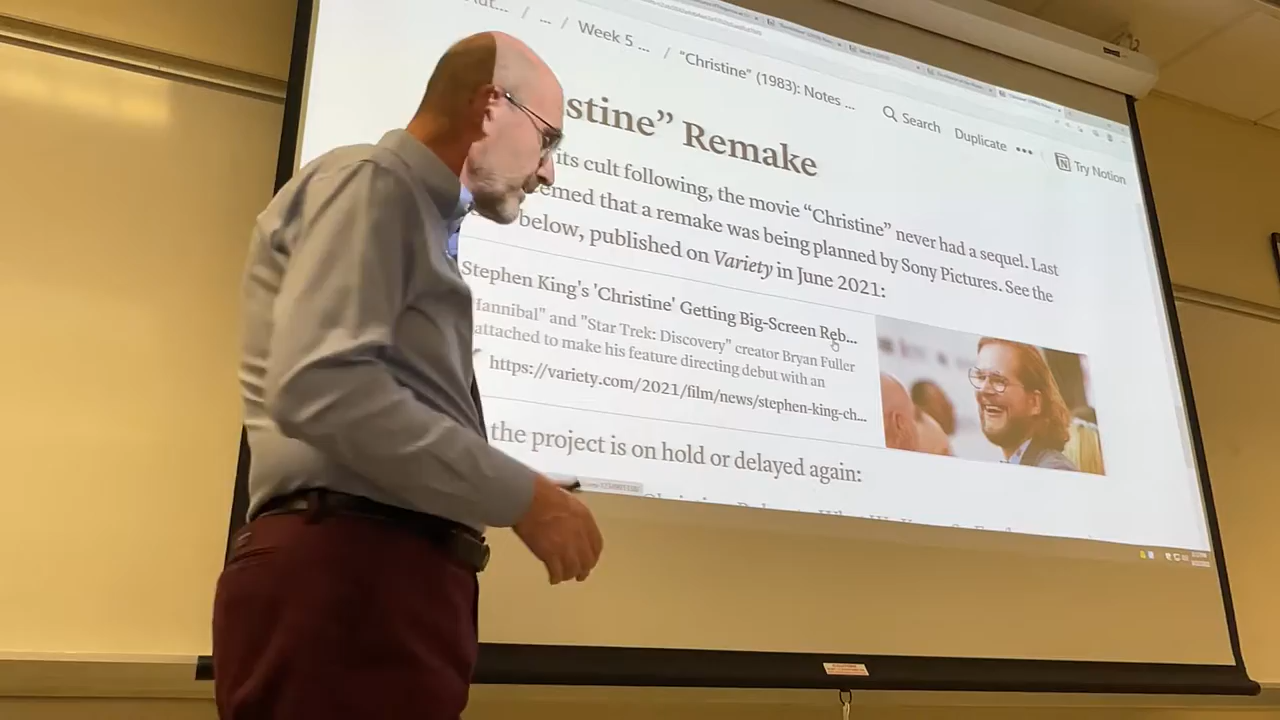 / ... / Week 5 ... / "Christine" (1983): Notes ...
Search Duplicate ••• Try Notion
stine” Remake
its cult following, the movie “Christine” never had a sequel. Last
emed that a remake was being planned by Sony Pictures. See the
below, published on Variety in June 2021:
Stephen King's 'Christine' Getting Big-Screen Reb...
Hannibal" and "Star Trek: Discovery" creator Bryan Fuller
attached to make his feature directing debut with an
https://variety.com/2021/film/news/stephen-king-ch...
the project is on hold or delayed again: